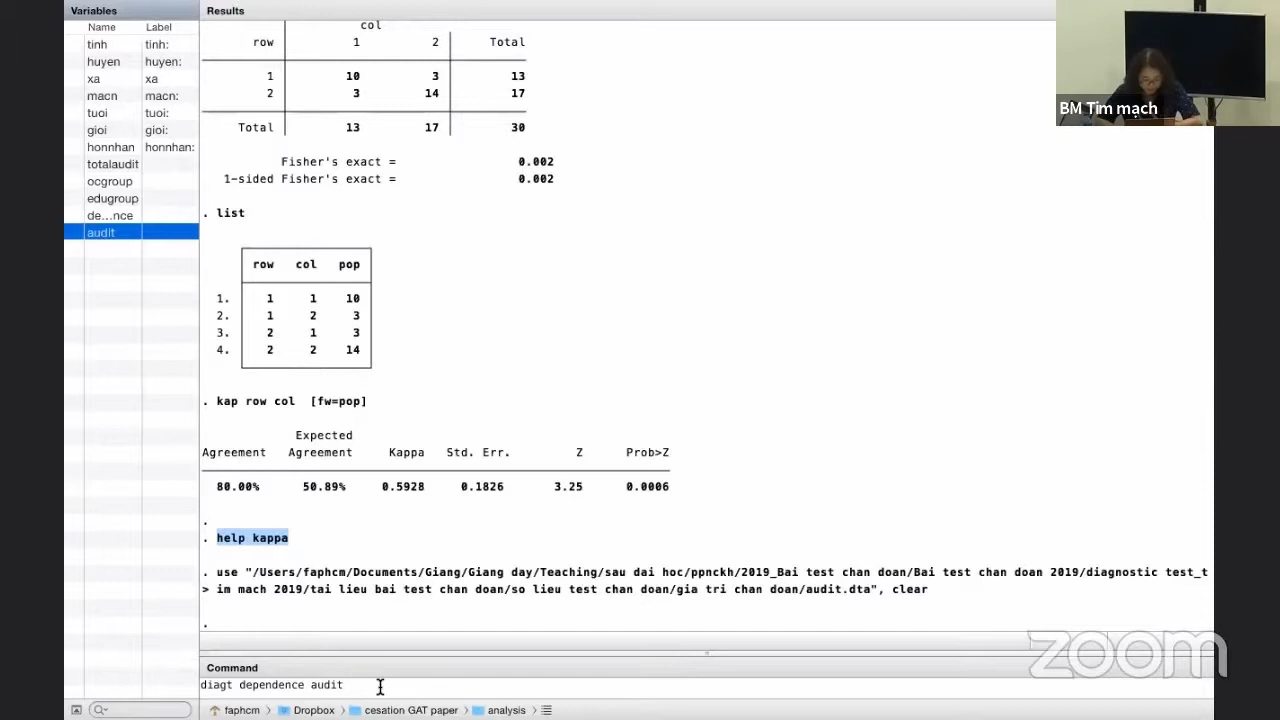 Variables
Results
Name Label
tinh tinh:
huyen huyen:
xa xa
macn macn:
tuoi tuoi:
gioi gioi:
honnhan honnhan:
totalaudit
ocgroup
edugroup
de...nce
audit
col
row 1 2 Total
1 10 3 13
2 3 14 17
Total 13 17 30
Fisher's exact = 0.002
1-sided Fisher's exact = 0.002
. list
row col pop
1. 1 1 10
2. 1 2 3
3. 2 1 3
4. 2 2 14
. kap row col [fw=pop]
Expected
Agreement Agreement Kappa Std. Err. Z Prob>Z
80.00% 50.89% 0.5928 0.1826 3.25 0.0006
.
. help kappa
. use "/Users/faphcm/Documents/Giang/Giang day/Teaching/sau dai hoc/ppnckh/2019_Bai test chan doan/Bai test chan doan 2019/diagnostic test_t
> im mach 2019/tai lieu bai test chan doan/so lieu test chan doan/gia tri chan doan/audit.dta", clear
.
Command
diagt dependence audit
faphcm Dropbox cesation GAT paper analysis
BM Tim mạch
zoom